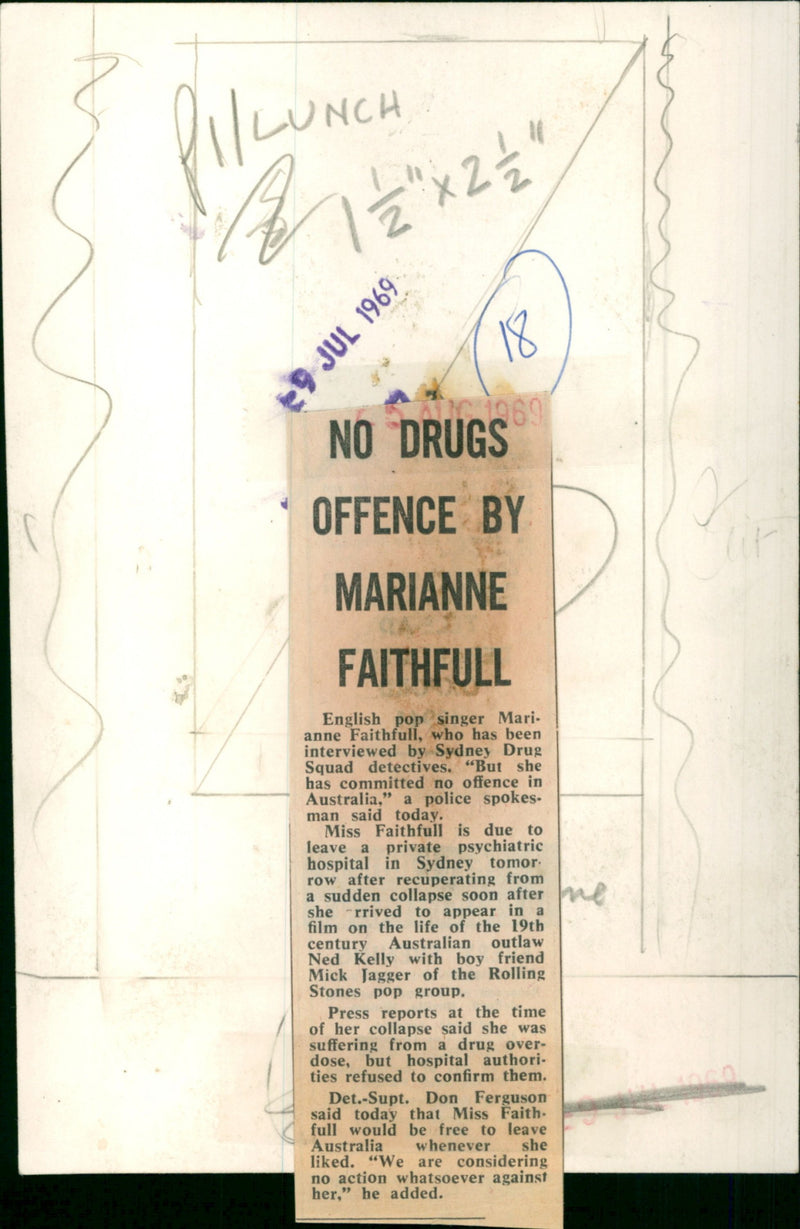 P1/LUNCH
1 1/2" x 2 1/2"
29 JUL 1969
18
5 AUG 1969
NO DRUGS
OFFENCE BY
MARIANNE
FAITHFULL
English pop singer Mari-
anne Faithfull, who has been
interviewed by Sydney Drug
Squad detectives. “But she
has committed no offence in
Australia,” a police spokes-
man said today.
Miss Faithfull is due to
leave a private psychiatric
hospital in Sydney tomor-
row after recuperating from
a sudden collapse soon after
she rrived to appear in a
film on the life of the 19th
century Australian outlaw
Ned Kelly with boy friend
Mick Jagger of the Rolling
Stones pop group.
Press reports at the time
of her collapse said she was
suffering from a drug over-
dose, but hospital authori-
ties refused to confirm them.
Det.-Supt. Don Ferguson
said today that Miss Faith-
full would be free to leave
Australia whenever she
liked. “We are considering
no action whatsoever against
her,” he added.